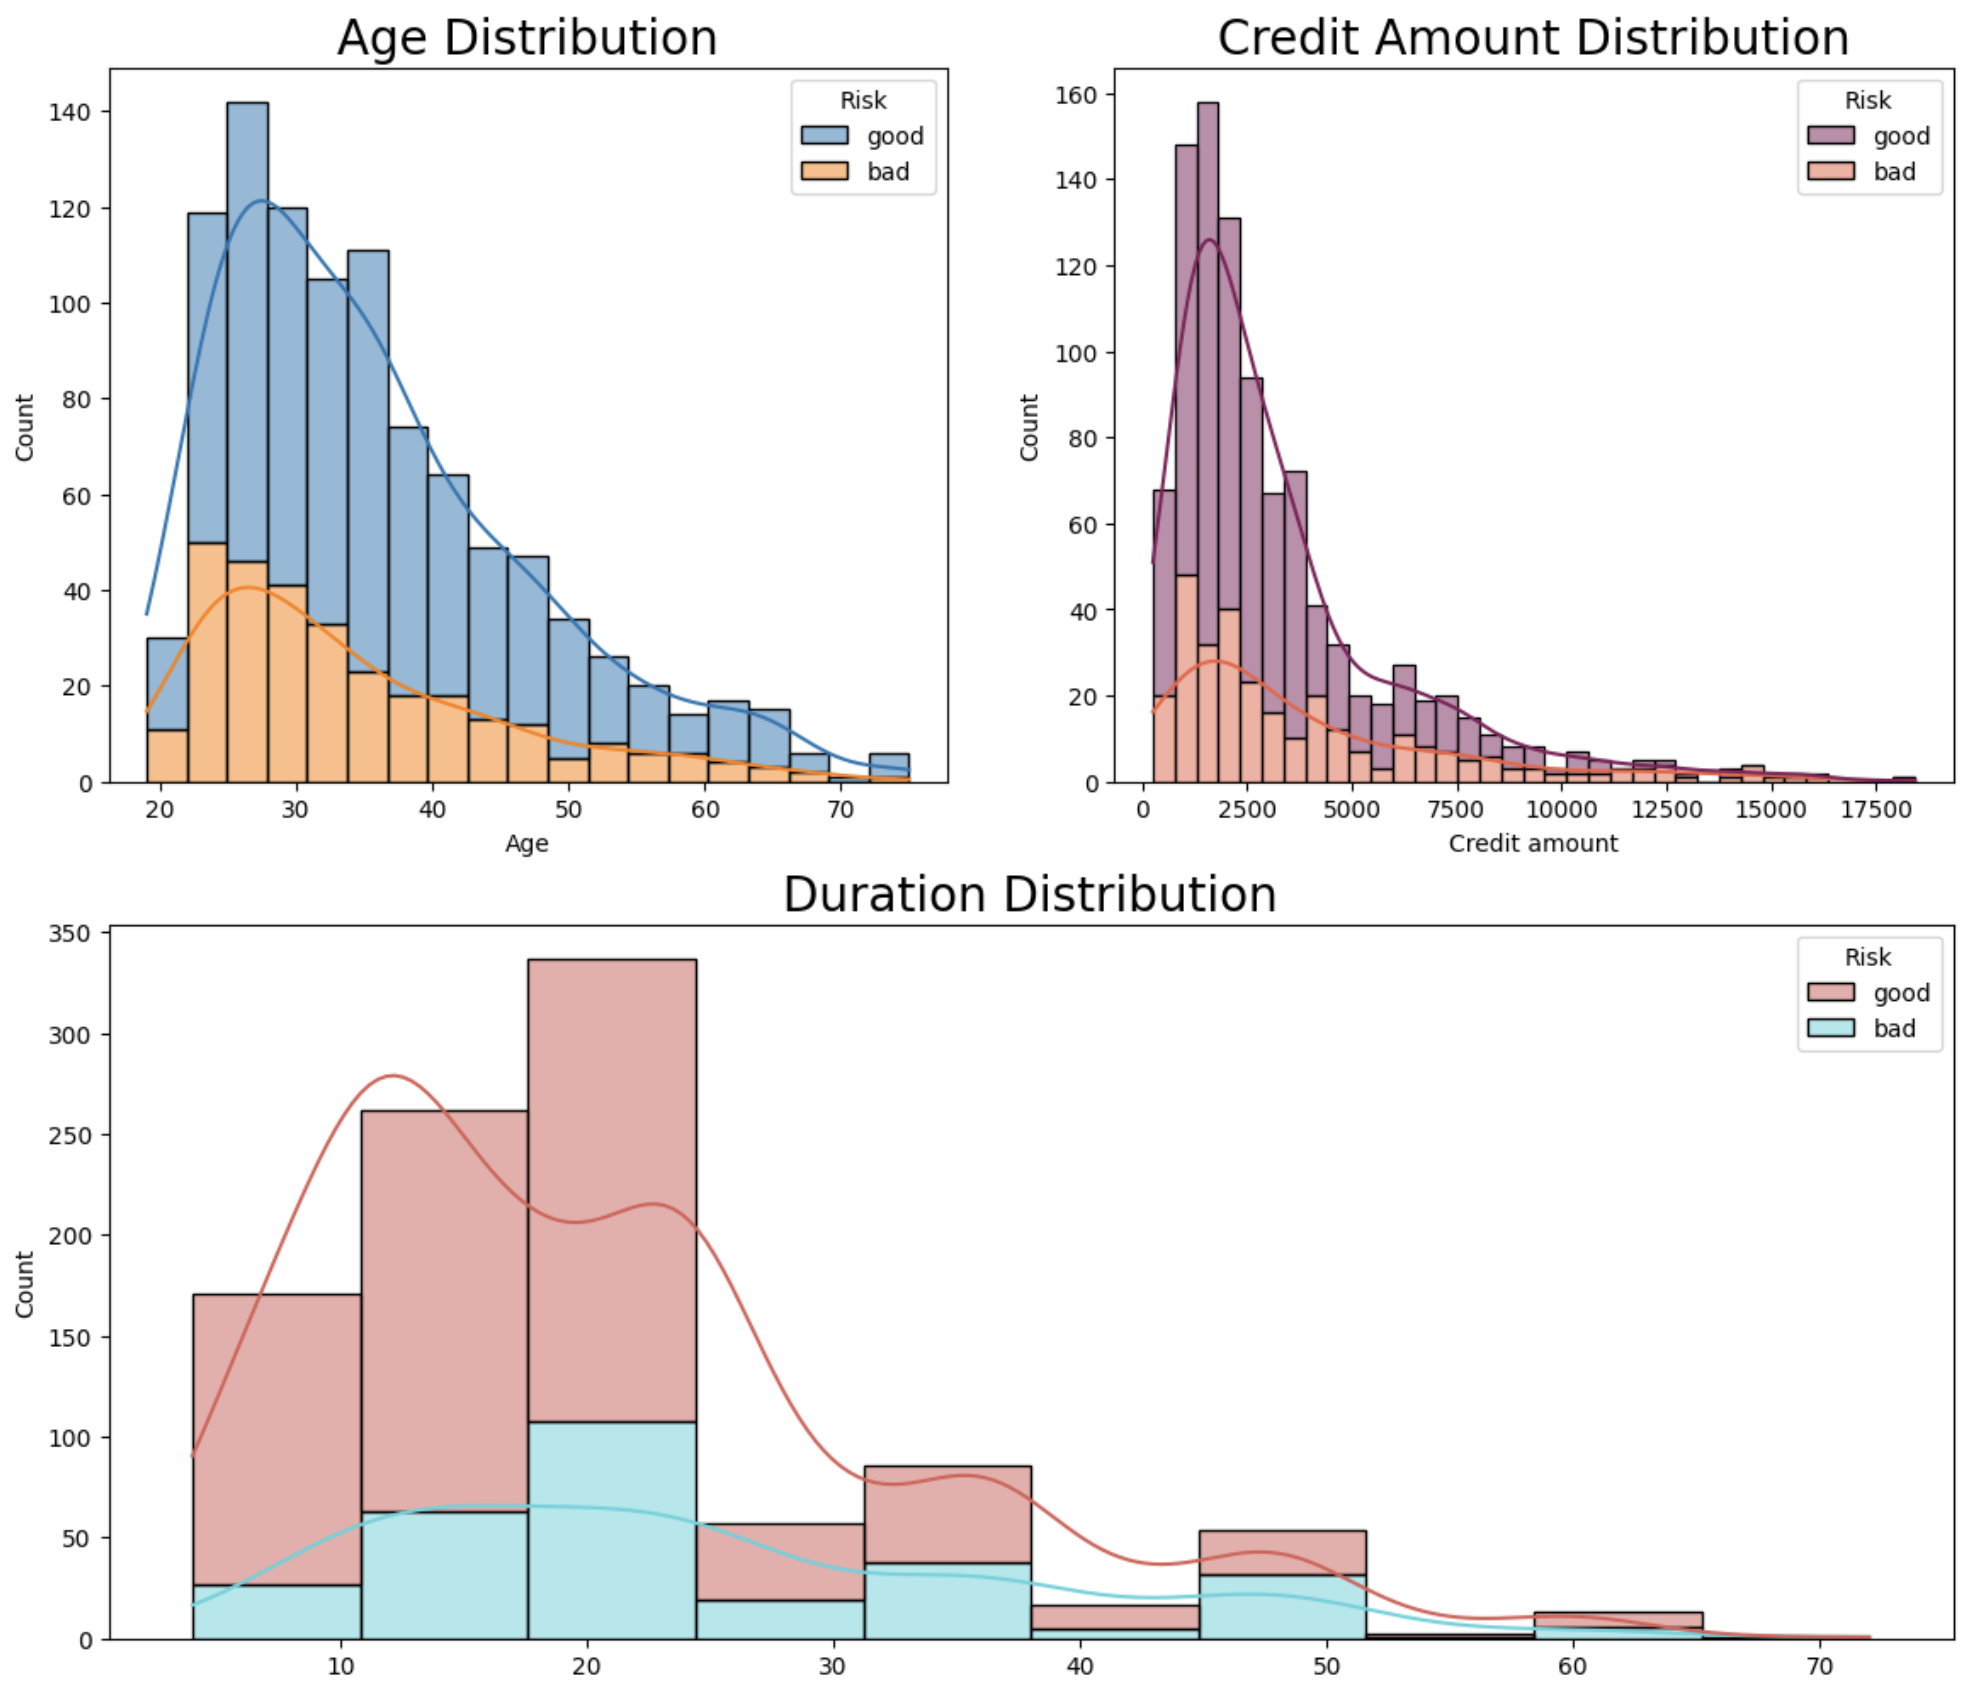 Age Distribution
Risk
good
bad
Count
140
120
100
80
60
40
20
0
20 30 40 50 60 70
Age
Credit Amount Distribution
Risk
good
bad
Count
160
140
120
100
80
60
40
20
0
0 2500 5000 7500 10000 12500 15000 17500
Credit amount
Duration Distribution
Risk
good
bad
Count
350
300
250
200
150
100
50
0
10 20 30 40 50 60 70